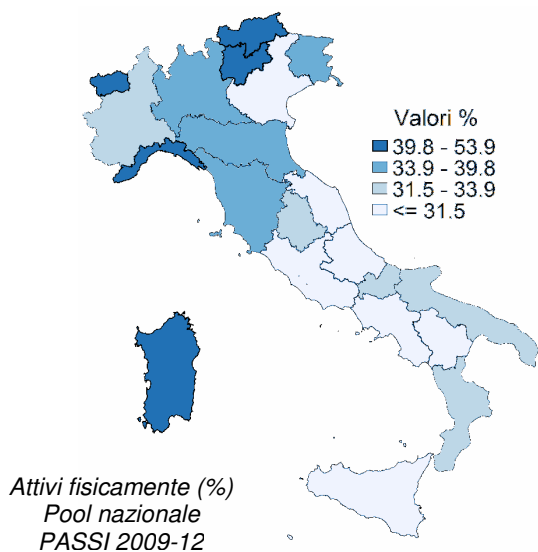 Valori %
39.8 - 53.9
33.9 - 39.8
31.5 - 33.9
<= 31.5
Attivi fisicamente (%)
Pool nazionale
PASSI 2009-12